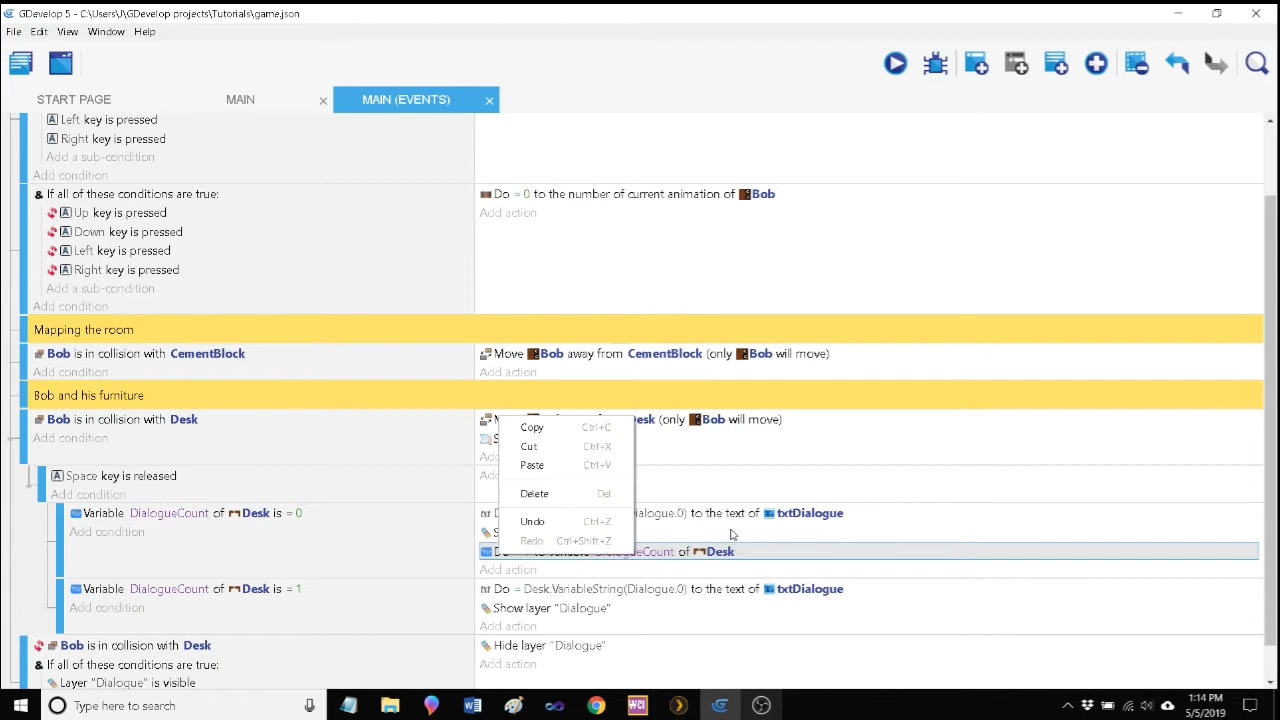 GDevelop 5 - C:\Users\J\GDevelop projects\Tutorials\game.json
File Edit View Window Help
START PAGE
MAIN
MAIN (EVENTS)
Left key is pressed
Right key is pressed
Add a sub-condition
Add condition
& If all of these conditions are true:
Do = 0 to the number of current animation of Bob
Up key is pressed
Add action
Down key is pressed
Left key is pressed
Right key is pressed
Add a sub-condition
Add condition
Mapping the room
Bob is in collision with CementBlock
Move Bob away from CementBlock (only Bob will move)
Add condition
Add action
Bob and his furniture
Bob is in collision with Desk
Desk (only Bob will move)
Add condition
Copy Ctrl+C
Cut Ctrl+X
Paste Ctrl+V
Delete Del
Undo Ctrl+Z
Redo Ctrl+Shift+Z
Space key is released
Add condition
Variable DialogueCount of Desk is = 0
to the text of txtDialogue
Add condition
of Desk
Add action
Variable DialogueCount of Desk is = 1
Do = Desk.VariableString(Dialogue.0) to the text of txtDialogue
Add condition
Show layer "Dialogue"
Add action
Bob is in collision with Desk
Hide layer "Dialogue"
& If all of these conditions are true:
Add action
Layer "Dialogue" is visible
Type here to search
1:14 PM
5/5/2019